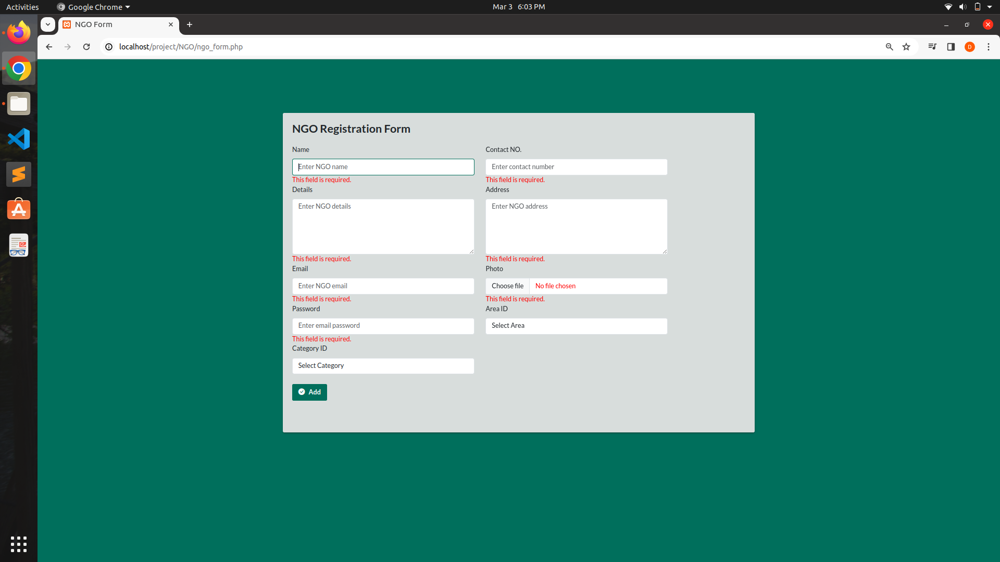 Activities Google Chrome Mar 3 6:03 PM
NGO Form
localhost/project/NGO/ngo_form.php
D
NGO Registration Form
Name Contact NO.
Enter NGO name Enter contact number
This field is required. This field is required.
Details Address
Enter NGO details Enter NGO address
This field is required. This field is required.
Email Photo
Enter NGO email Choose file No file chosen
This field is required. This field is required.
Password Area ID
Enter email password Select Area
This field is required.
Category ID
Select Category
Add